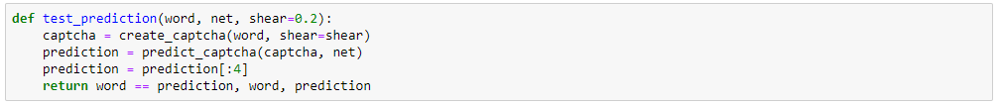 def test_prediction(word, net, shear=0.2):
    captcha = create_captcha(word, shear=shear)
    prediction = predict_captcha(captcha, net)
    prediction = prediction[:4]
    return word == prediction, word, prediction